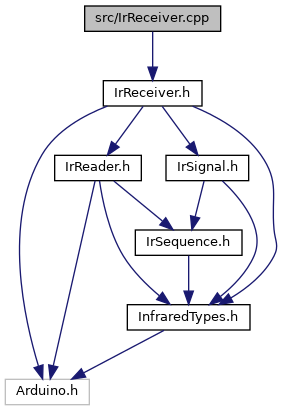 src/IrReceiver.cpp
IrReceiver.h
IrReader.h
IrSignal.h
IrSequence.h
InfraredTypes.h
Arduino.h